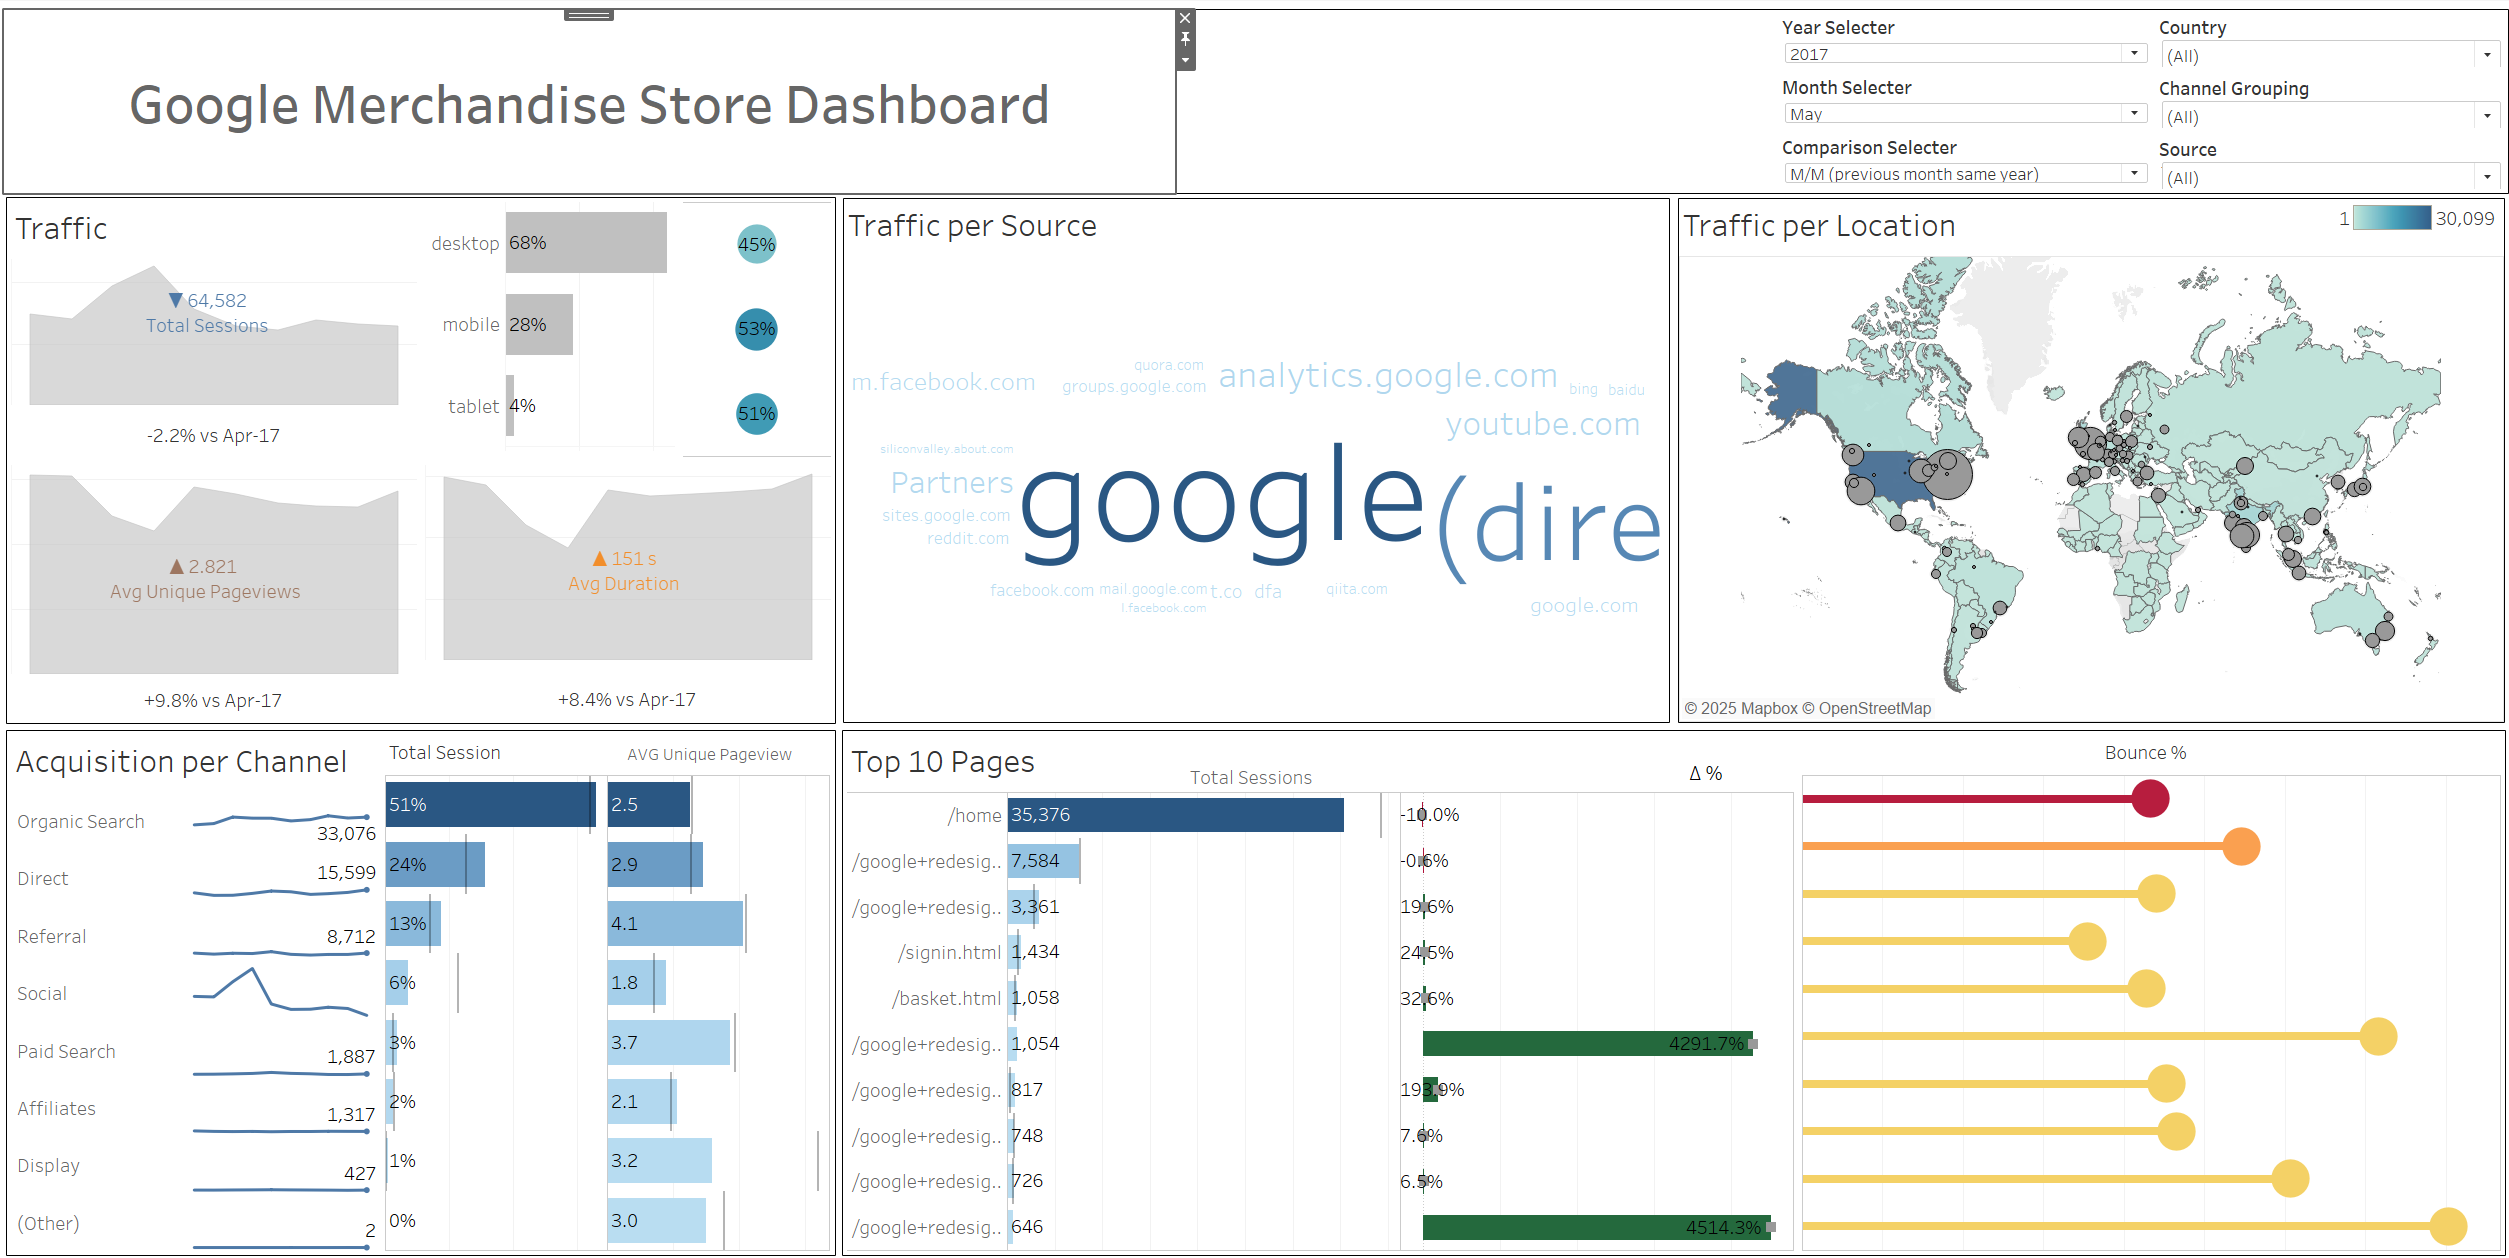 Google Merchandise Store Dashboard
Year Selecter
2017
Month Selecter
May
Comparison Selecter
M/M (previous month same year)
Country
(All)
Channel Grouping
(All)
Source
(All)
Traffic
64,582
Total Sessions
-2.2% vs Apr-17
desktop 68% 45%
mobile 28% 53%
tablet 4% 51%
2.821
Avg Unique Pageviews
+9.8% vs Apr-17
151 s
Avg Duration
+8.4% vs Apr-17
Traffic per Source
quora.com
m.facebook.com
groups.google.com
analytics.google.com
bing
baidu
youtube.com
siliconvalley.about.com
Partners
google
(dire
sites.google.com
reddit.com
facebook.com
mail.google.com
t.co
dfa
qiita.com
l.facebook.com
google.com
Traffic per Location
1
30,099
© 2025 Mapbox © OpenStreetMap
Acquisition per Channel
Total Session
AVG Unique Pageview
Organic Search 33,076 51% 2.5
Direct 15,599 24% 2.9
Referral 8,712 13% 4.1
Social 6% 1.8
Paid Search 1,887 3% 3.7
Affiliates 1,317 2% 2.1
Display 427 1% 3.2
(Other) 2 0% 3.0
Top 10 Pages
Total Sessions
Δ %
Bounce %
/home 35,376 -10.0%
/google+redesig.. 7,584 -0.6%
/google+redesig.. 3,361 19.6%
/signin.html 1,434 24.5%
/basket.html 1,058 32.6%
/google+redesig.. 1,054 4291.7%
/google+redesig.. 817 193.9%
/google+redesig.. 748 7.6%
/google+redesig.. 726 6.5%
/google+redesig.. 646 4514.3%